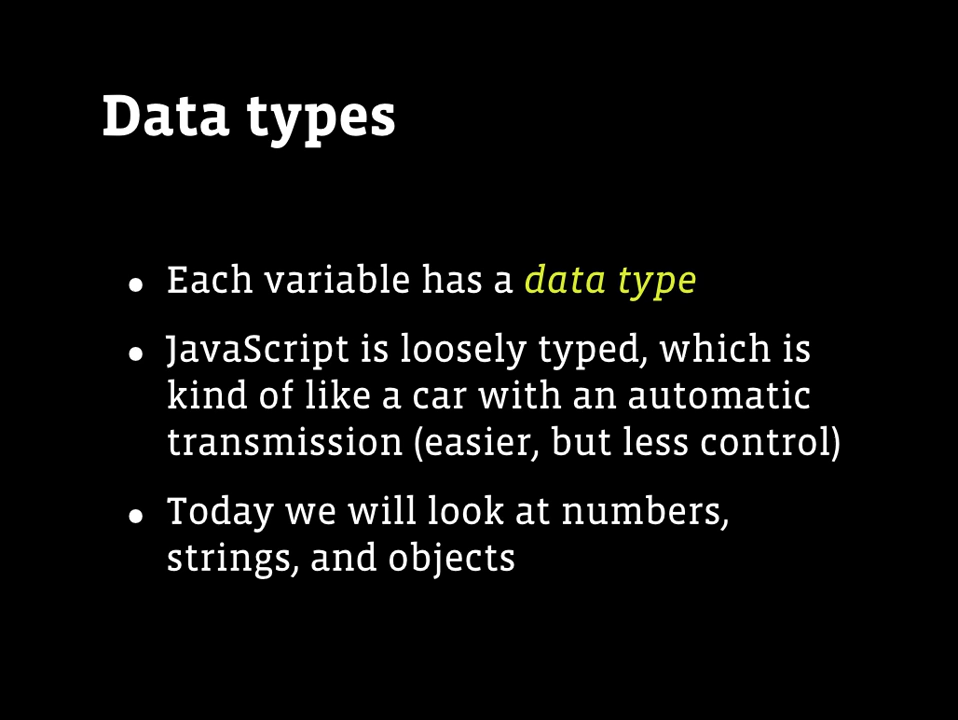 Data types
• Each variable has a data type
• JavaScript is loosely typed, which is
kind of like a car with an automatic
transmission (easier, but less control)
• Today we will look at numbers,
strings, and objects